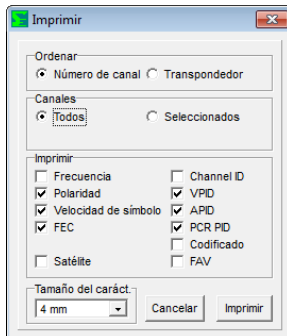 Imprimir
Ordenar
Número de canal Transpondedor
Canales
Todos Seleccionados
Imprimir
Frecuencia Channel ID
Polaridad VPID
Velocidad de símbolo APID
FEC PCR PID
Codificado
Satélite FAV
Tamaño del caráct.
4 mm Cancelar Imprimir